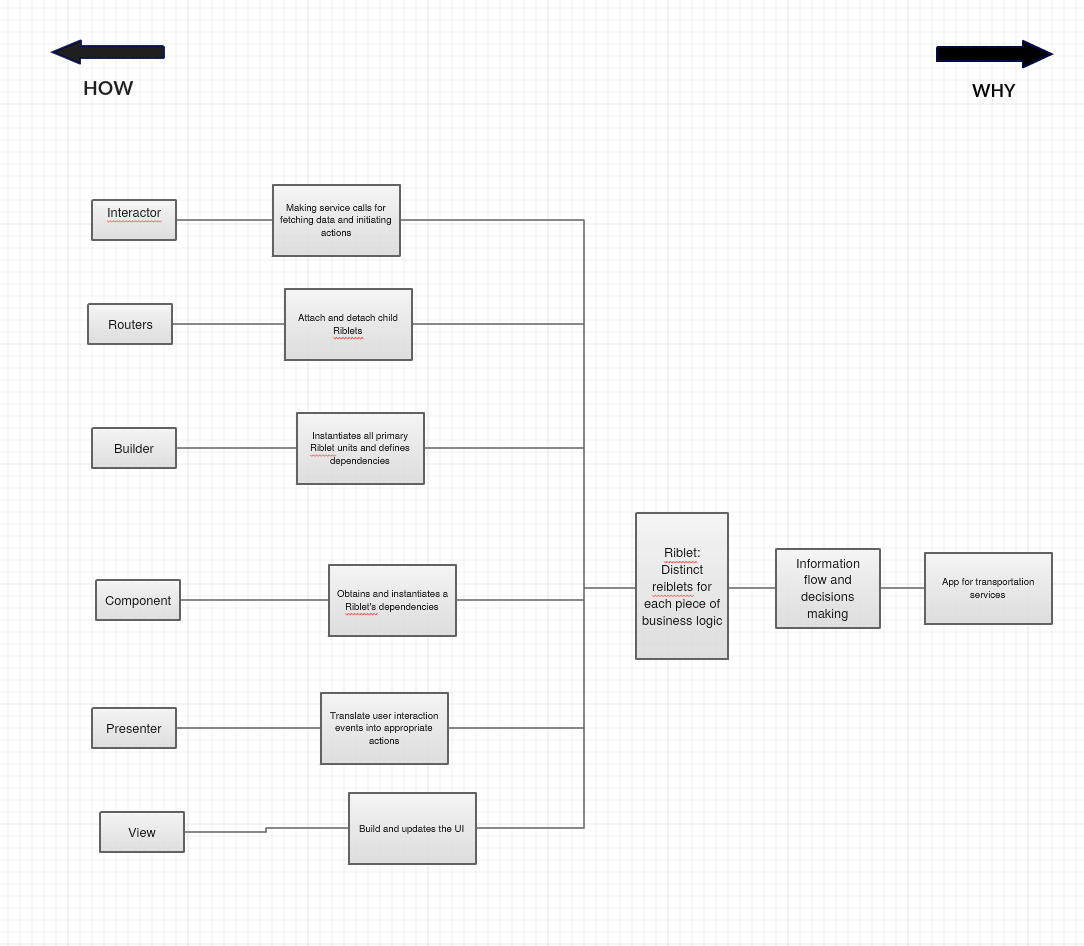 HOW
WHY
Interactor
Making service calls for
fetching data and initiating
actions
Routers
Attach and detach child
Riblets
Builder
Instantiates all primary
Riblet units and defines
dependencies
Riblet:
Distinct
reiblets for
each piece of
business logic
Information
flow and
decisions
making
App for transportation
services
Component
Obtains and instantiates a
Riblet's dependencies
Presenter
Translate user interaction
events into appropriate
actions
View
Build and updates the UI